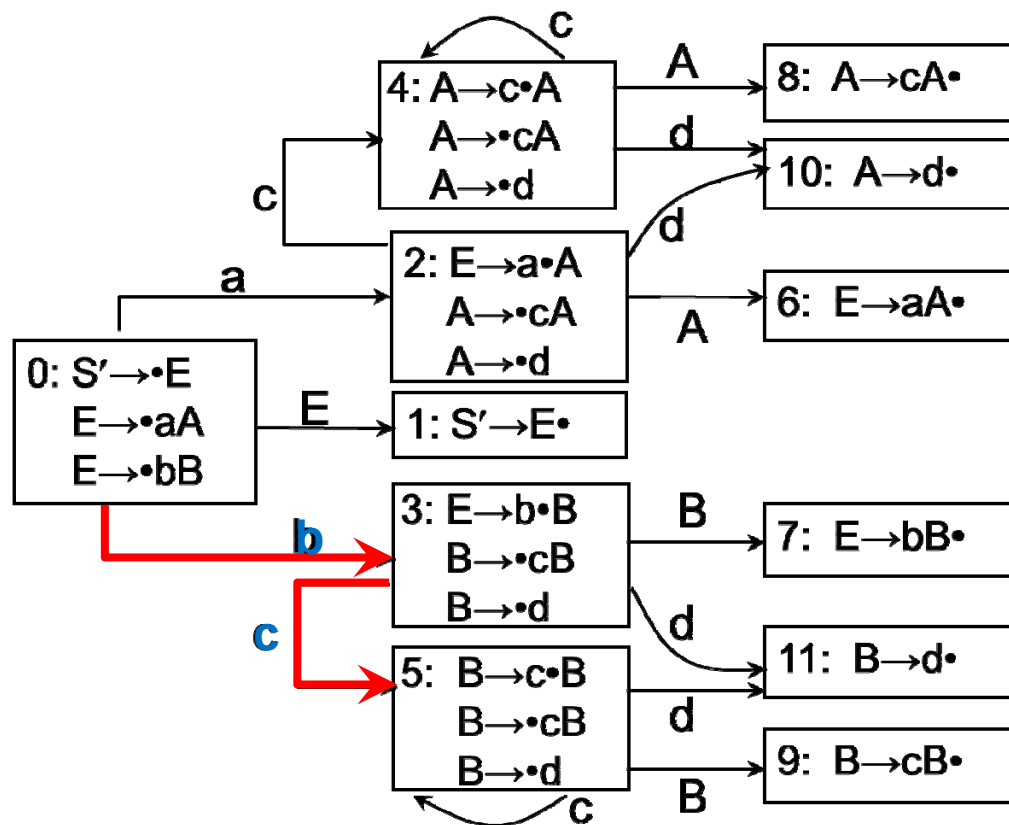 c
4: A→c•A
A→•cA
A→•d
A
8: A→cA•
d
10: A→d•
c
d
2: E→a•A
A→•cA
A→•d
a
A
6: E→aA•
0: S′→•E
E→•aA
E→•bB
E
1: S′→E•
b
3: E→b•B
B→•cB
B→•d
B
7: E→bB•
c
d
11: B→d•
5: B→c•B
B→•cB
B→•d
d
9: B→cB•
B
c